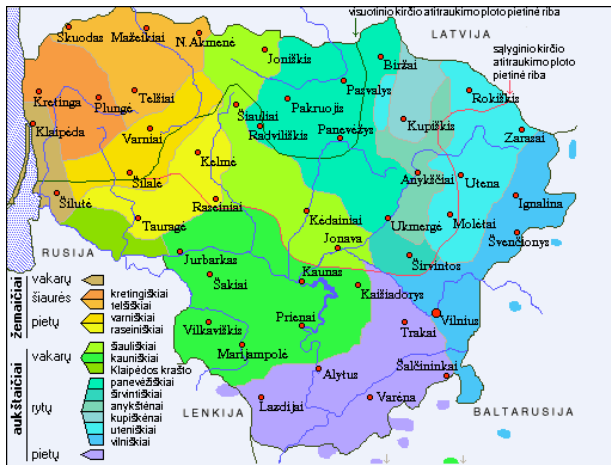 visuotinio kirčio atitraukimo ploto pietinė riba
LATVIJA
sąlyginio kirčio
atitraukimo ploto
pietinė riba
Skuodas
Mažeikiai
N.Akmenė
Joniškis
Biržai
Kretinga
Plungė
Telšiai
Pasvalys
Rokiškis
Pakruojis
Šiauliai
Klaipėda
Varniai
Radviliškis
Panevėžys
Kupiškis
Zarasai
Kelmė
Šilalė
Anykščiai
Utena
Šilutė
Raseiniai
Ignalina
Tauragė
Kėdainiai
Ukmergė
Molėtai
Švenčionys
RUSIJA
Jurbarkas
Jonava
Širvintos
Šakiai
Kaunas
Kaišiadorys
Vilkaviškis
Prienai
Vilnius
Trakai
Marijampolė
Alytus
Šalčininkai
Lazdijai
Varėna
LENKIJA
BALTARUSIJA
žemaičiai
vakarų
šiaurės
kretingiškiai
telšiškiai
pietų
varniškiai
raseiniškiai
aukštaičiai
vakarų
šiauliškiai
kauniškiai
Klaipėdos krašto
rytų
panevėžiškiai
širvintiškiai
anykštėnai
kupiškėnai
uteniškiai
vilniškiai
pietų